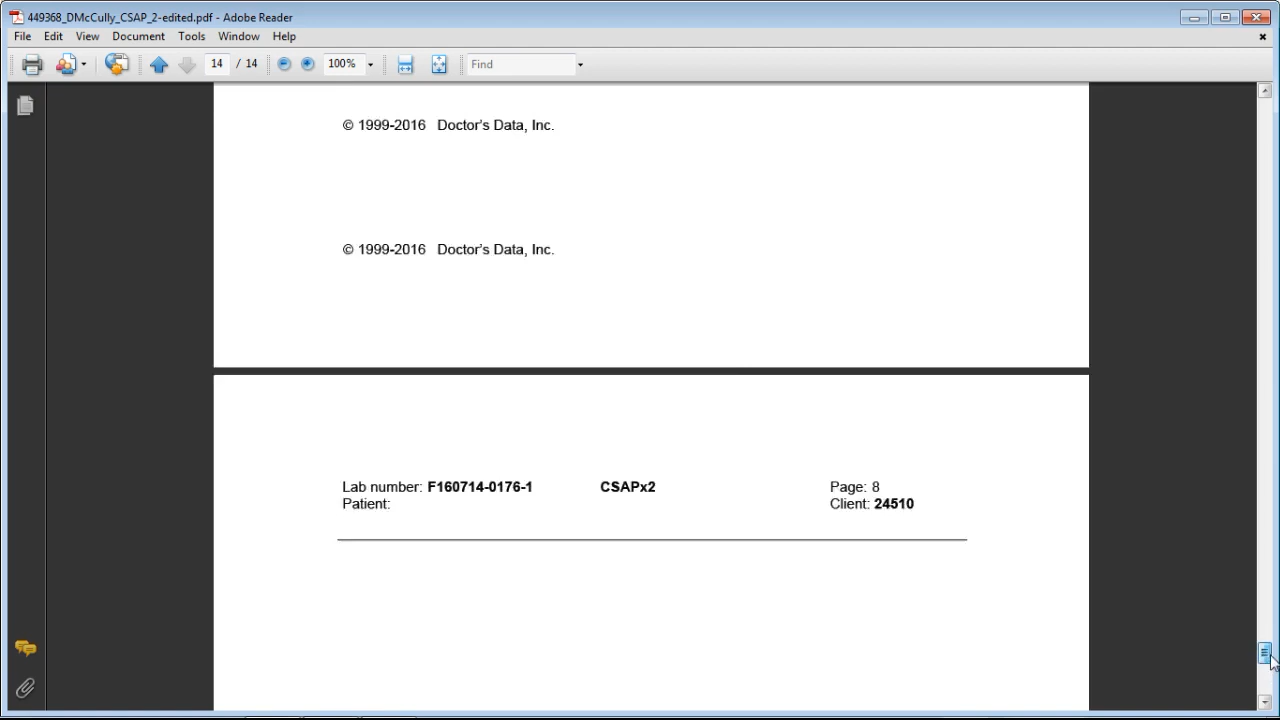 449368_DMcCully_CSAP_2-edited.pdf - Adobe Reader
File Edit View Document Tools Window Help
14 / 14 100% Find
© 1999-2016 Doctor's Data, Inc.
© 1999-2016 Doctor's Data, Inc.
Lab number: F160714-0176-1 CSAPx2 Page: 8
Patient: Client: 24510